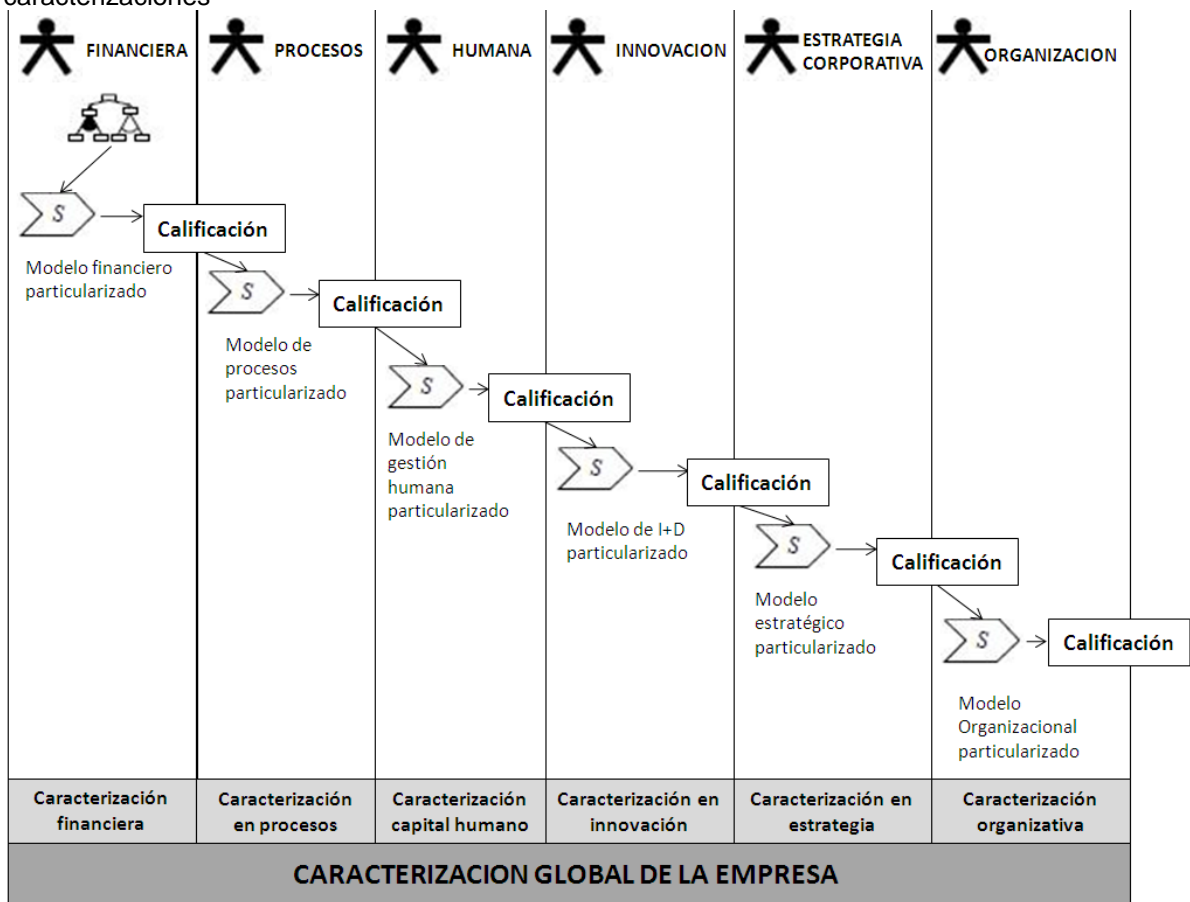 caracterizaciones
FINANCIERA
PROCESOS
HUMANA
INNOVACION
ESTRATEGIA
CORPORATIVA
ORGANIZACION
S
Calificación
Modelo financiero
particularizado
S
Calificación
Modelo de
procesos
particularizado
S
Calificación
Modelo de
gestión
humana
particularizado
S
Calificación
Modelo de I+D
particularizado
S
Calificación
Modelo
estratégico
particularizado
S
Calificación
Modelo
Organizacional
particularizado
Caracterización
financiera
Caracterización
en procesos
Caracterización
capital humano
Caracterización en
innovación
Caracterización en
estrategia
Caracterización
organizativa
CARACTERIZACION GLOBAL DE LA EMPRESA